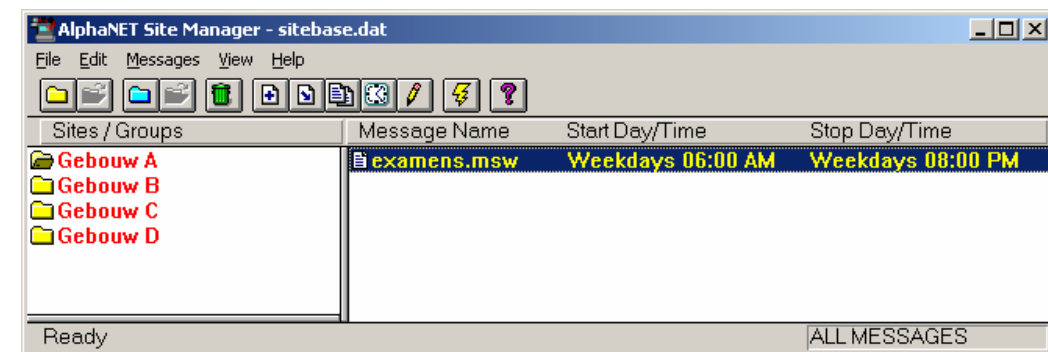 AlphaNET Site Manager - sitebase.dat
File Edit Messages View Help
Sites / Groups Message Name Start Day/Time Stop Day/Time
Gebouw A examens.msw Weekdays 06:00 AM Weekdays 08:00 PM
Gebouw B
Gebouw C
Gebouw D
Ready ALL MESSAGES